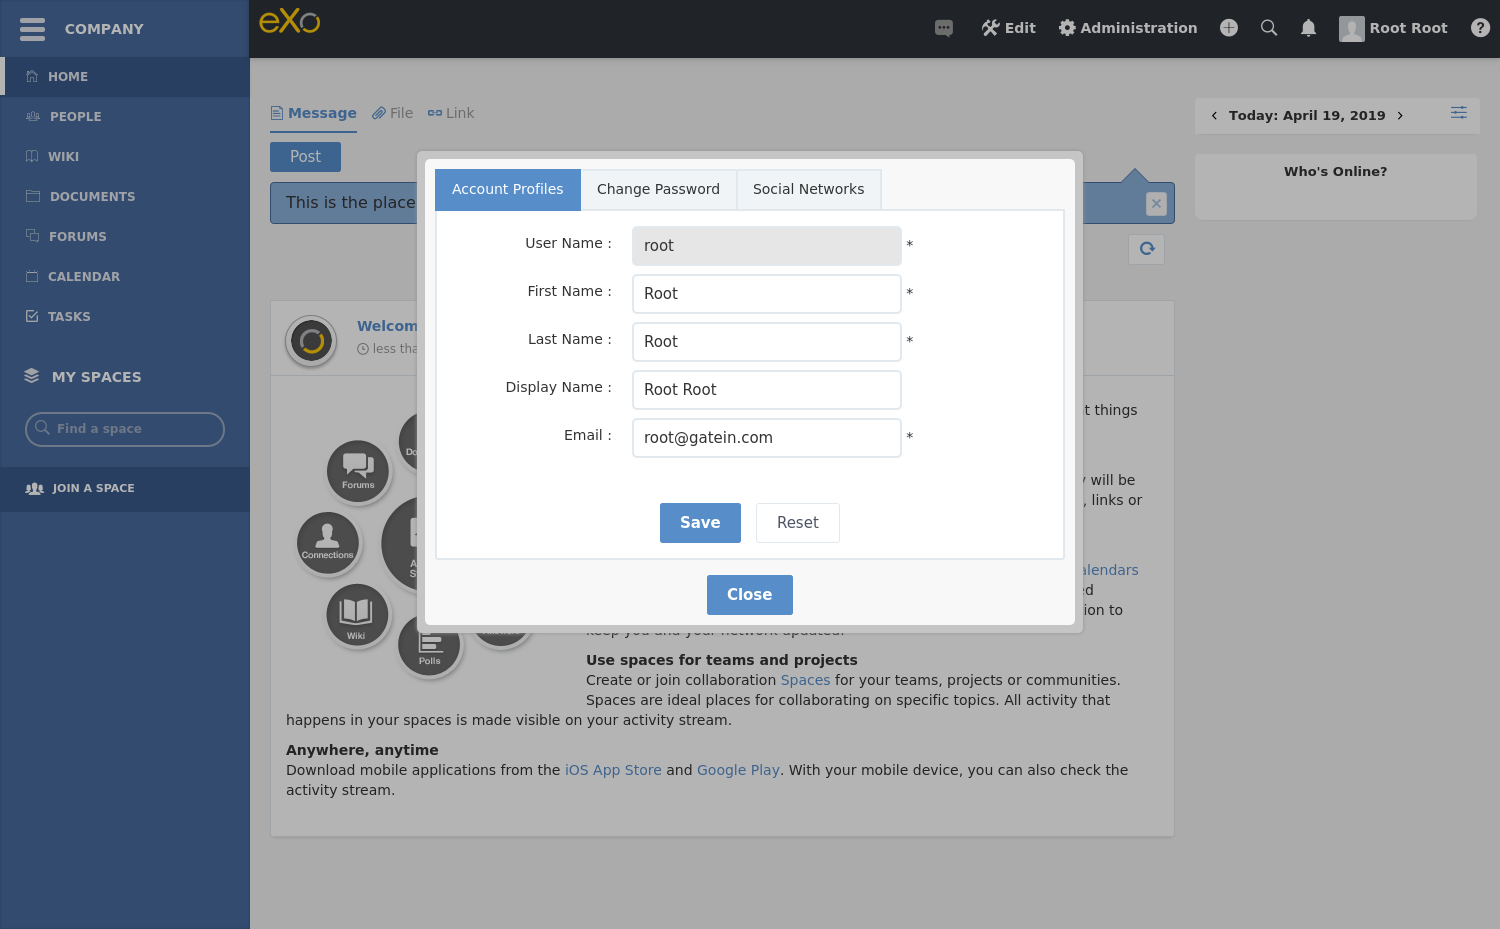 COMPANY
eXo
Edit
Administration
Root Root
HOME
PEOPLE
WIKI
DOCUMENTS
FORUMS
CALENDAR
TASKS
MY SPACES
Find a space
JOIN A SPACE
Message
File
Link
Post
This is the place
Today: April 19, 2019
Who's Online?
Account Profiles
Change Password
Social Networks
User Name :
root
*
First Name :
Root
*
Last Name :
Root
*
Display Name :
Root Root
Email :
root@gatein.com
*
Save
Reset
Close
Welcom
less tha
Forums
Connections
Wiki
Polls
t things
will be
, links or
alendars
ed
ion to
keep you and your network updated.
Use spaces for teams and projects
Create or join collaboration Spaces for your teams, projects or communities.
Spaces are ideal places for collaborating on specific topics. All activity that
happens in your spaces is made visible on your activity stream.
Anywhere, anytime
Download mobile applications from the iOS App Store and Google Play. With your mobile device, you can also check the
activity stream.